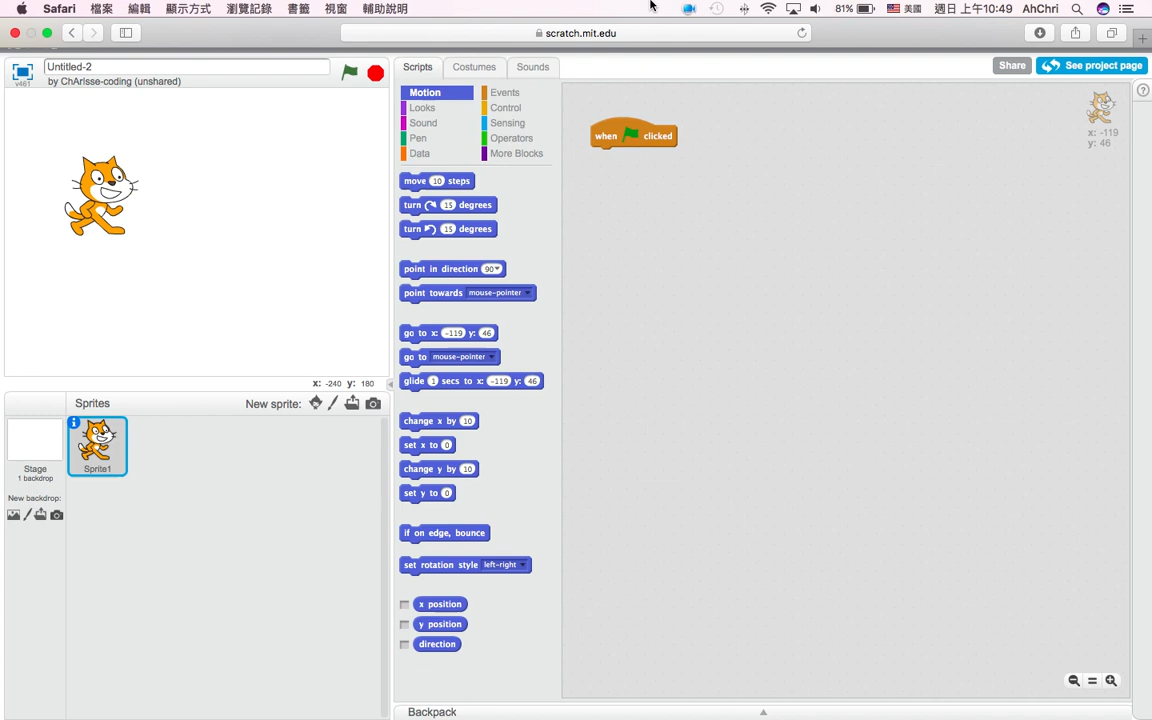 Safari 檔案 編輯 顯示方式 瀏覽記錄 書籤 視窗 輔助說明 81% 美國 週日 上午10:49 AhChri
scratch.mit.edu
Untitled-2
by ChArIsse-coding (unshared)
v461
Scripts Costumes Sounds
Share See project page
Motion Events
Looks Control
Sound Sensing
Pen Operators
Data More Blocks
when clicked
x: -119
y: 46
move 10 steps
turn 15 degrees
turn 15 degrees
point in direction 90
point towards mouse-pointer
go to x: -119 y: 46
go to mouse-pointer
glide 1 secs to x: -119 y: 46
change x by 10
set x to 0
change y by 10
set y to 0
if on edge, bounce
set rotation style left-right
x position
y position
direction
x: -240 y: 180
Sprites New sprite:
Sprite1
Stage
1 backdrop
New backdrop:
Backpack